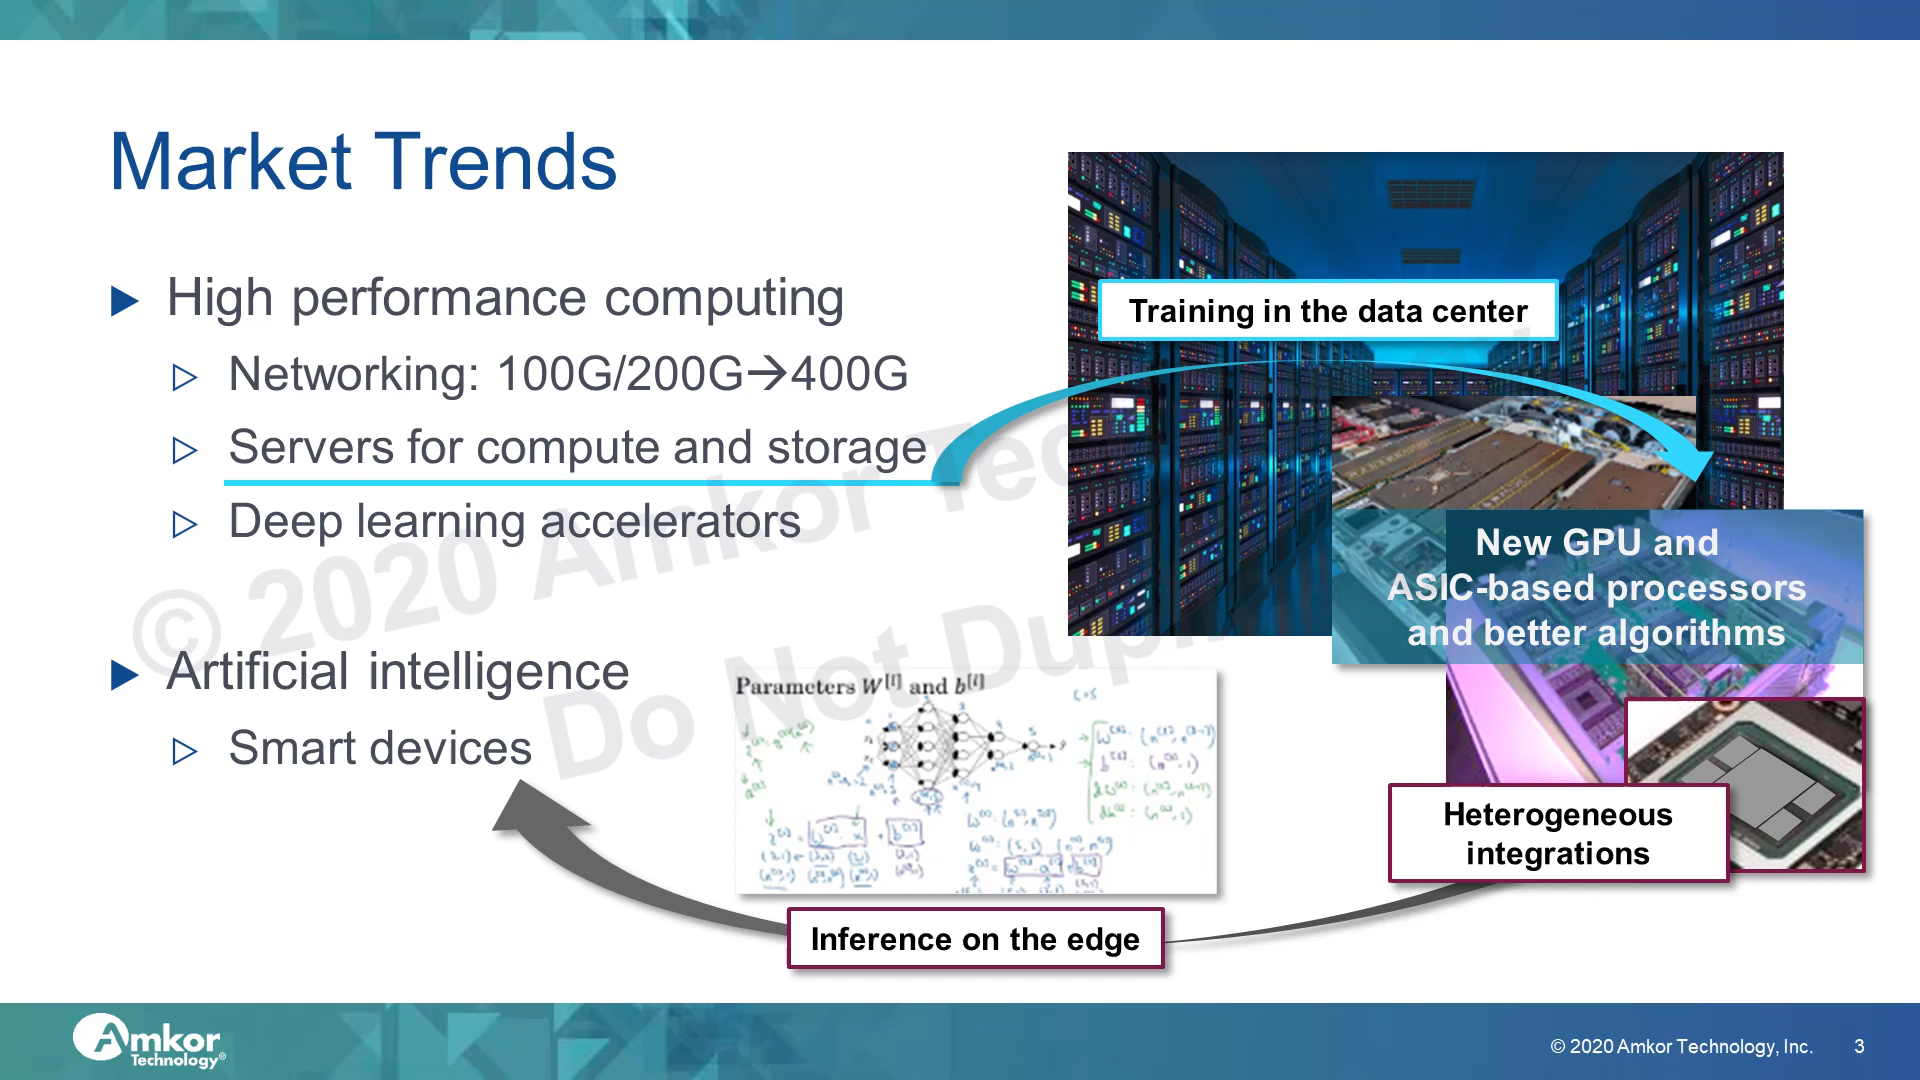 Market Trends
High performance computing
Networking: 100G/200G→400G
Servers for compute and storage
Deep learning accelerators
Artificial intelligence
Smart devices
Training in the data center
New GPU and
ASIC-based processors
and better algorithms
Parameters W[l] and b[l]
Heterogeneous
integrations
Inference on the edge
© 2020 Amkor Tec
Do Not Dupli
Amkor
Technology®
© 2020 Amkor Technology, Inc.
3